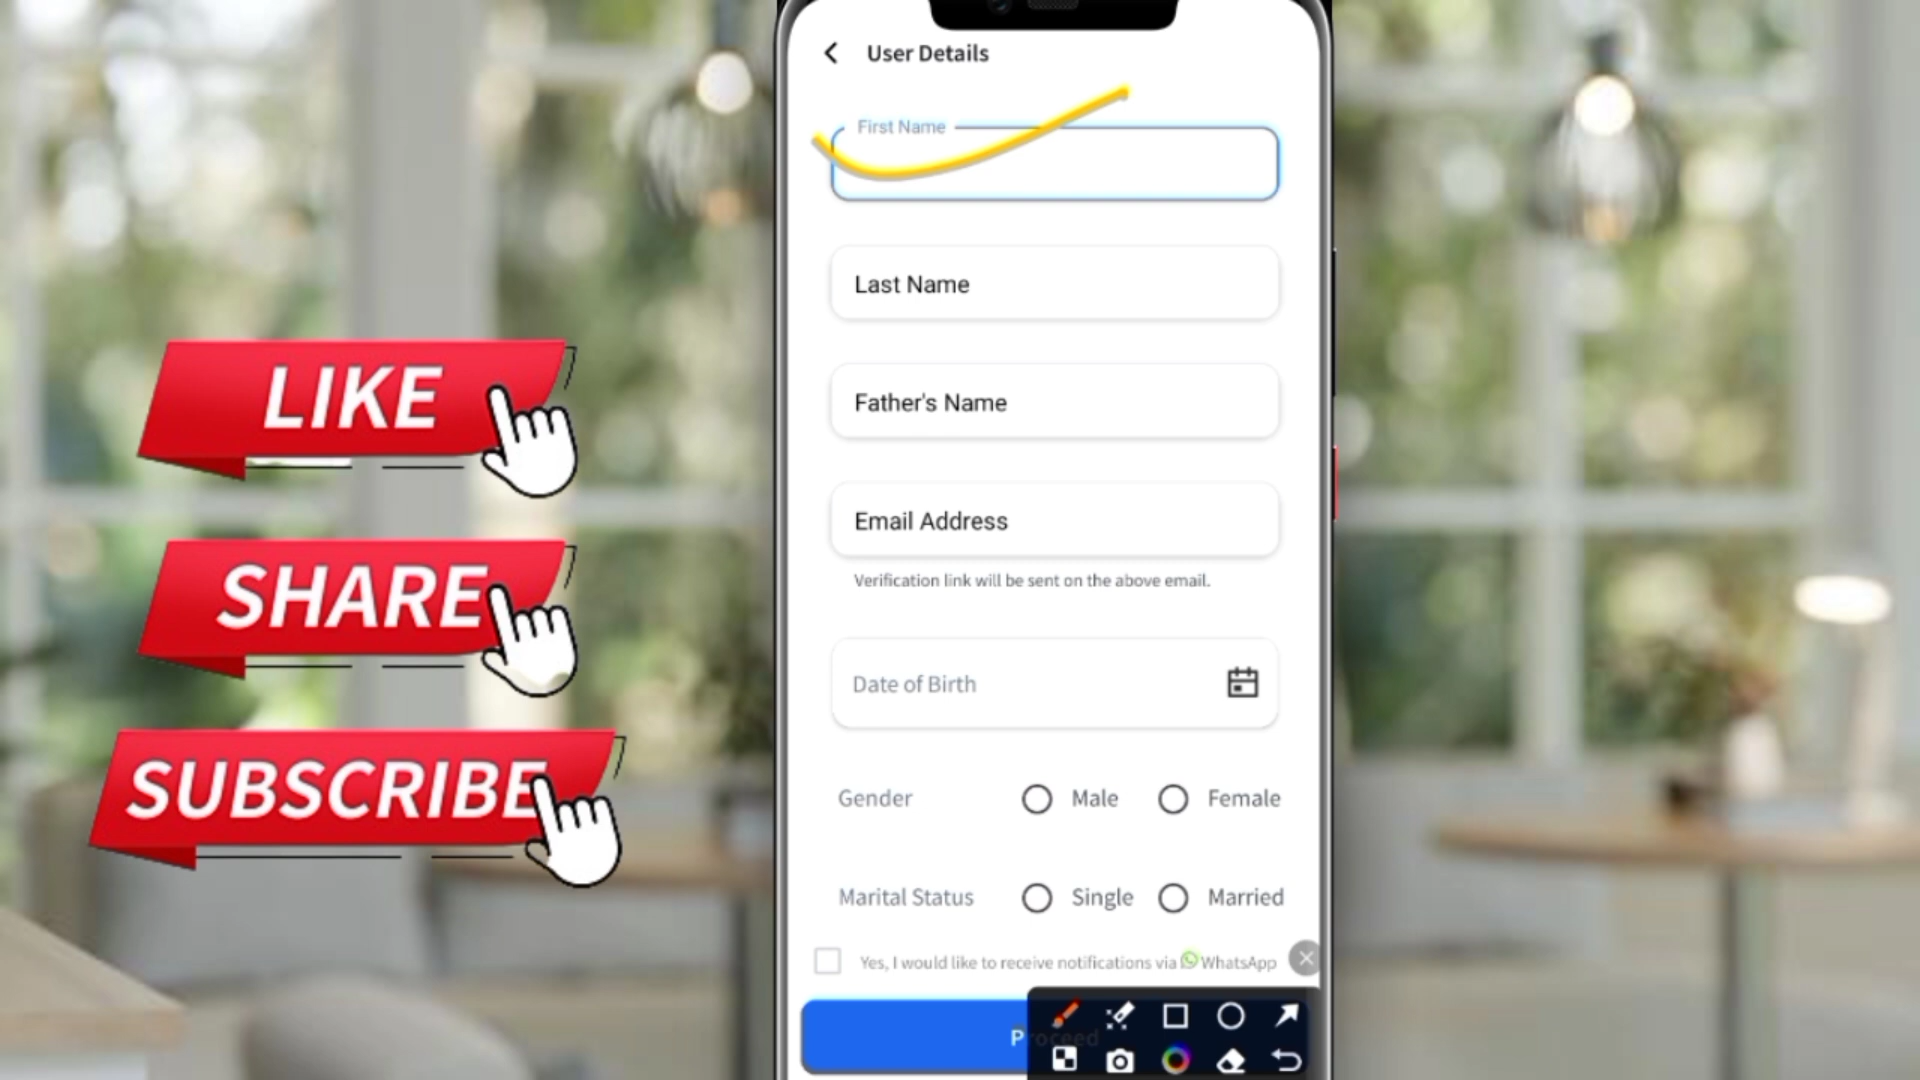 User Details
First Name
Last Name
Father's Name
Email Address
Verification link will be sent on the above email.
Date of Birth
Gender Male Female
Marital Status Single Married
Yes, I would like to receive notifications via WhatsApp
Proceed
LIKE
SHARE
SUBSCRIBE